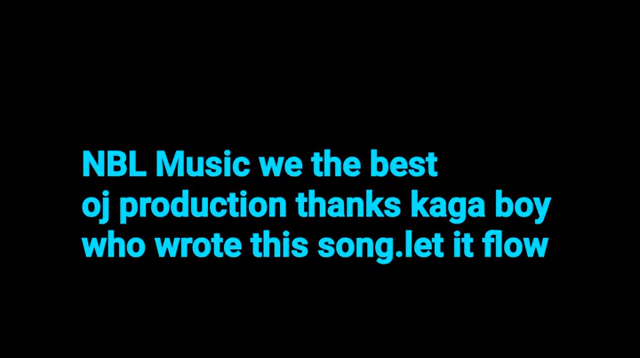 NBL Music we the best
oj production thanks kaga boy
who wrote this song.let it flow